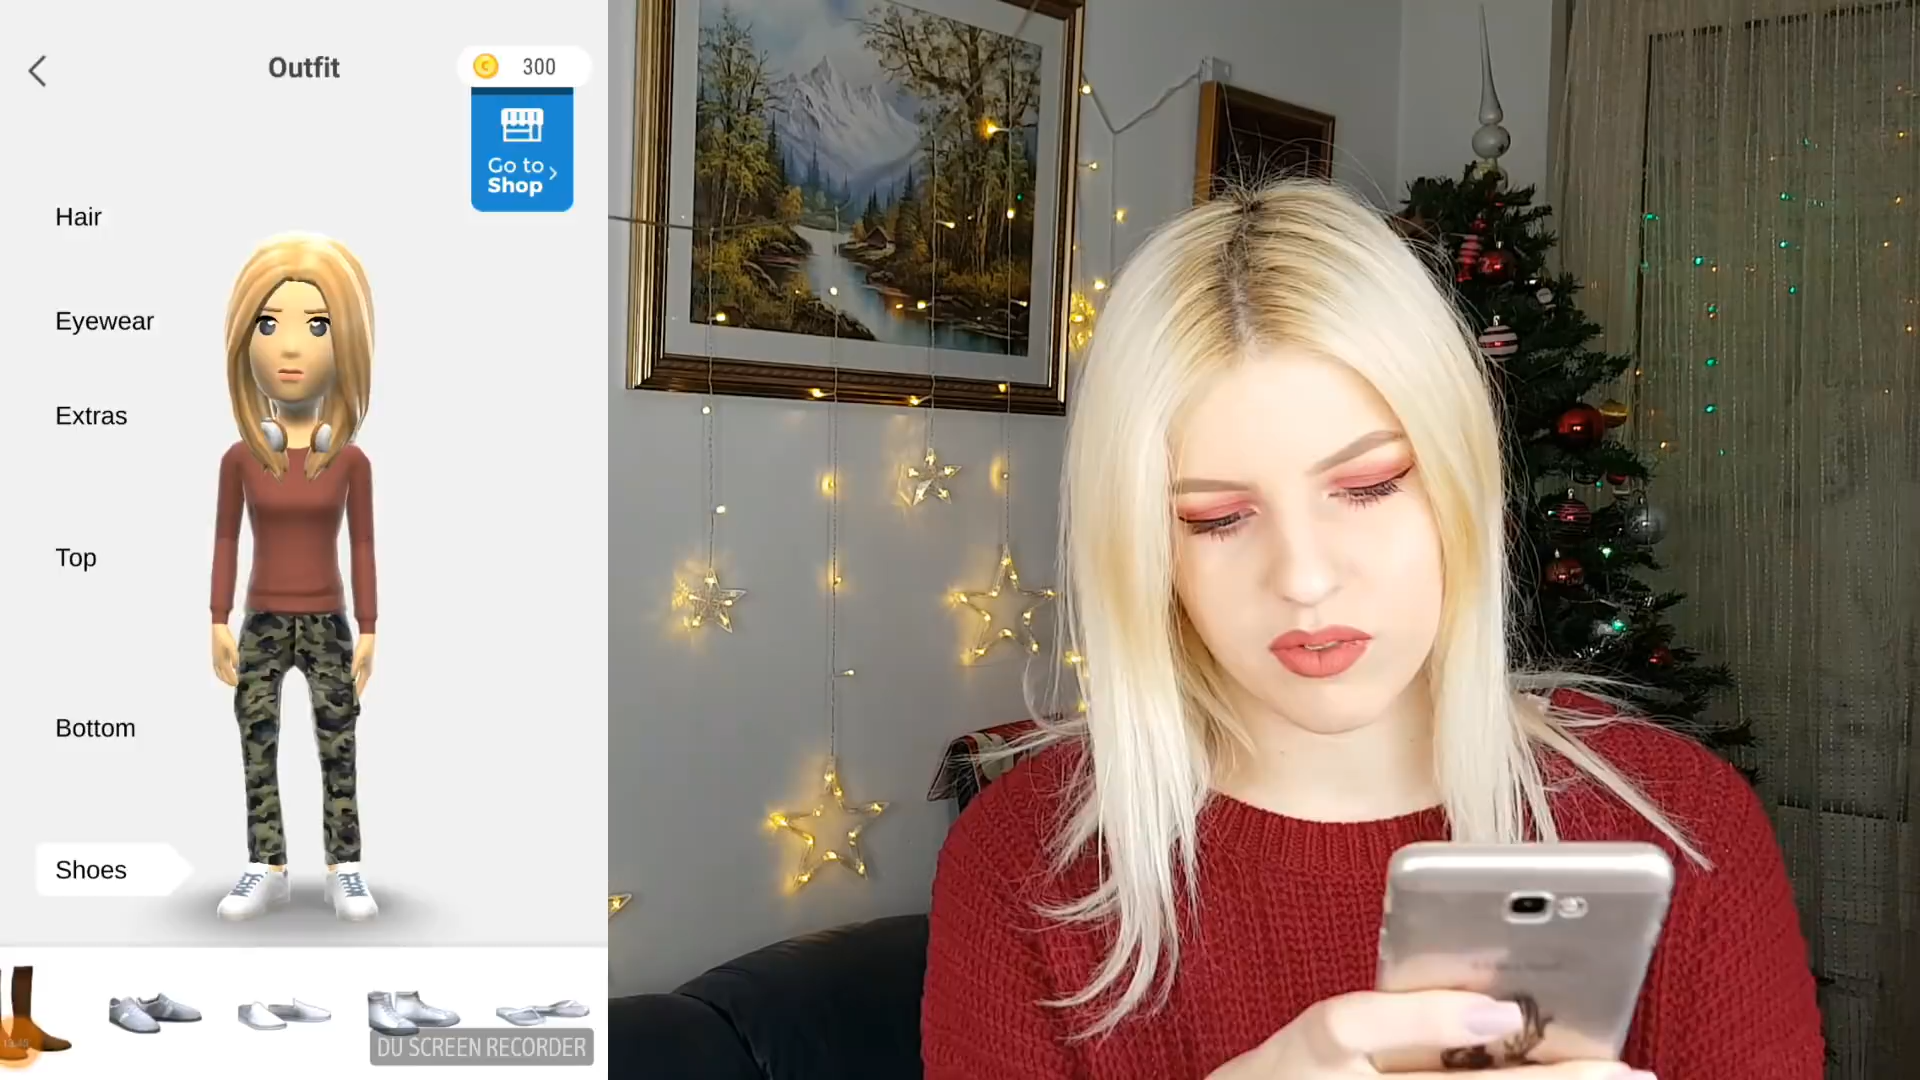 Outfit
300
Go to
Shop
Hair
Eyewear
Extras
Top
Bottom
Shoes
DU SCREEN RECORDER